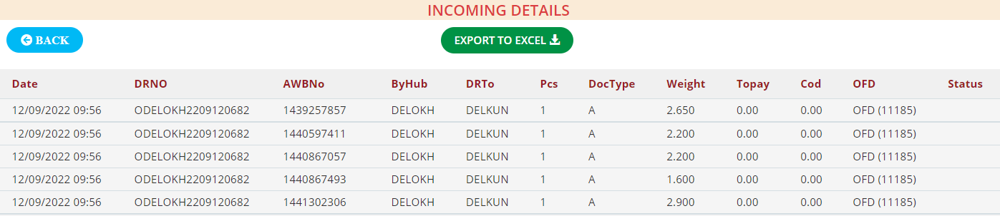 INCOMING DETAILS
BACK
EXPORT TO EXCEL
Date DRNO AWBNo ByHub DRTo Pcs DocType Weight Topay Cod OFD Status
12/09/2022 09:56 ODELOKH2209120682 1439257857 DELOKH DELKUN 1 A 2.650 0.00 0.00 OFD (11185)
12/09/2022 09:56 ODELOKH2209120682 1440597411 DELOKH DELKUN 1 A 2.200 0.00 0.00 OFD (11185)
12/09/2022 09:56 ODELOKH2209120682 1440867057 DELOKH DELKUN 1 A 2.200 0.00 0.00 OFD (11185)
12/09/2022 09:56 ODELOKH2209120682 1440867493 DELOKH DELKUN 1 A 1.600 0.00 0.00 OFD (11185)
12/09/2022 09:56 ODELOKH2209120682 1441302306 DELOKH DELKUN 1 A 2.900 0.00 0.00 OFD (11185)